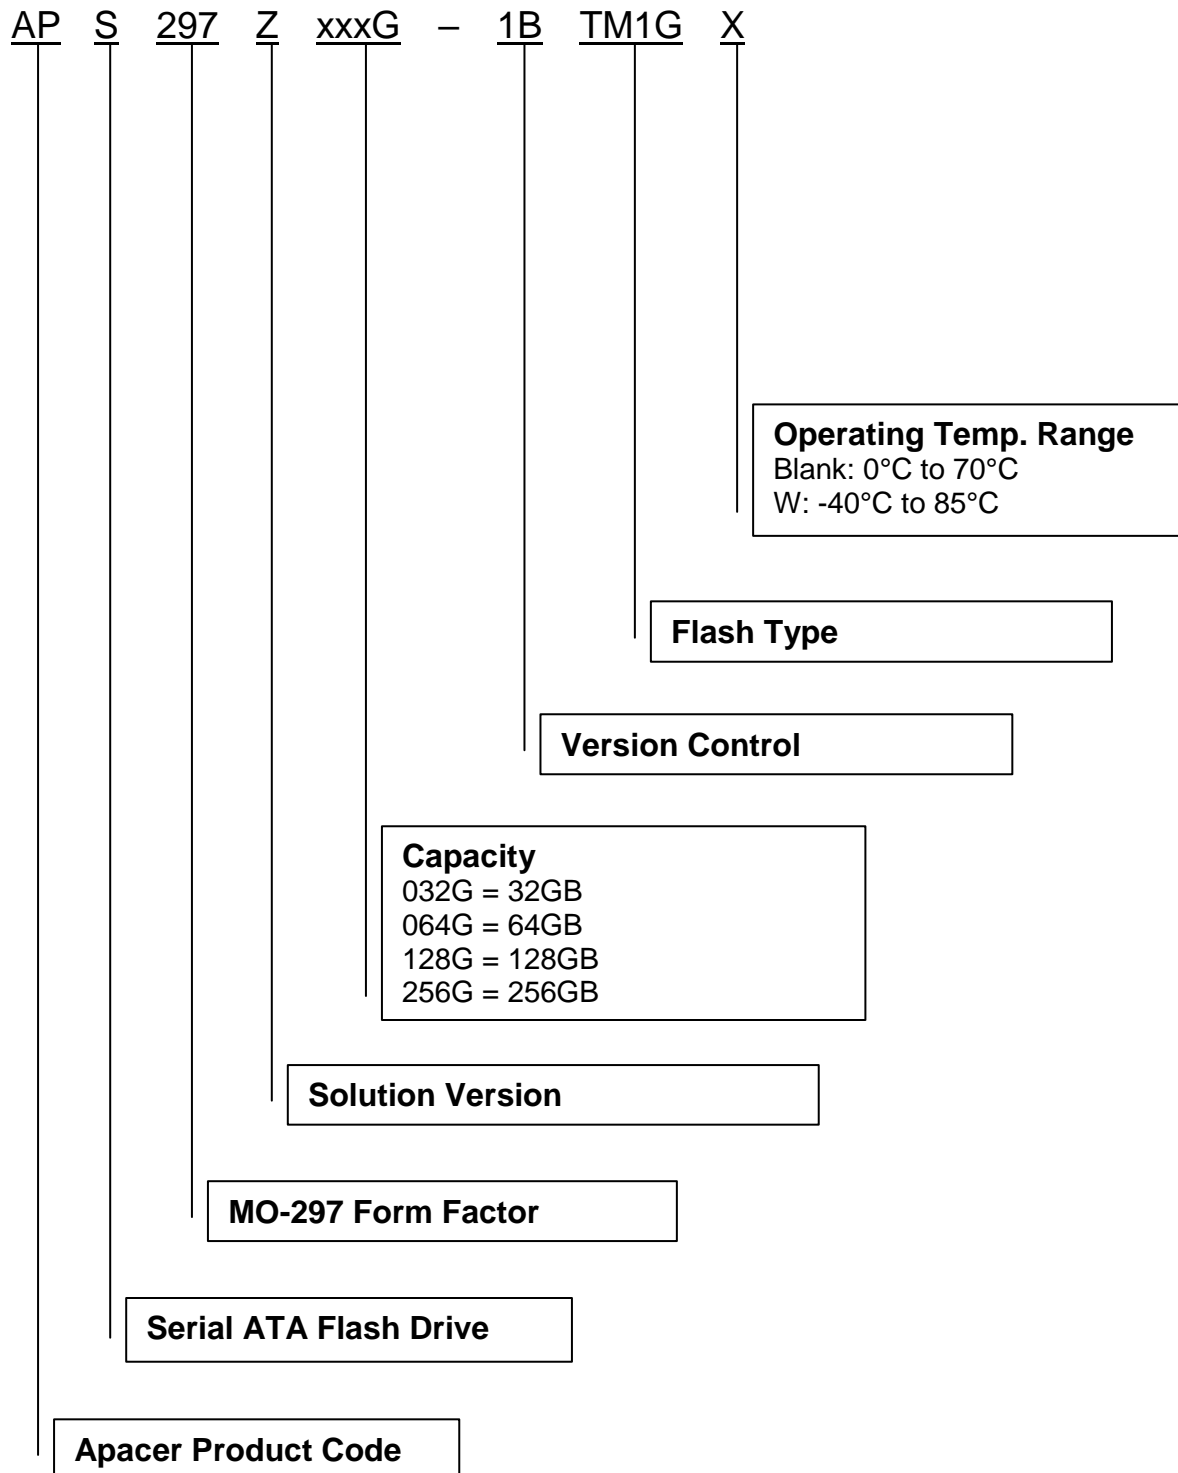 AP S 297 Z xxxG – 1B TM1G X
Operating Temp. Range
Blank: 0°C to 70°C
W: -40°C to 85°C
Flash Type
Version Control
Capacity
032G = 32GB
064G = 64GB
128G = 128GB
256G = 256GB
Solution Version
MO-297 Form Factor
Serial ATA Flash Drive
Apacer Product Code